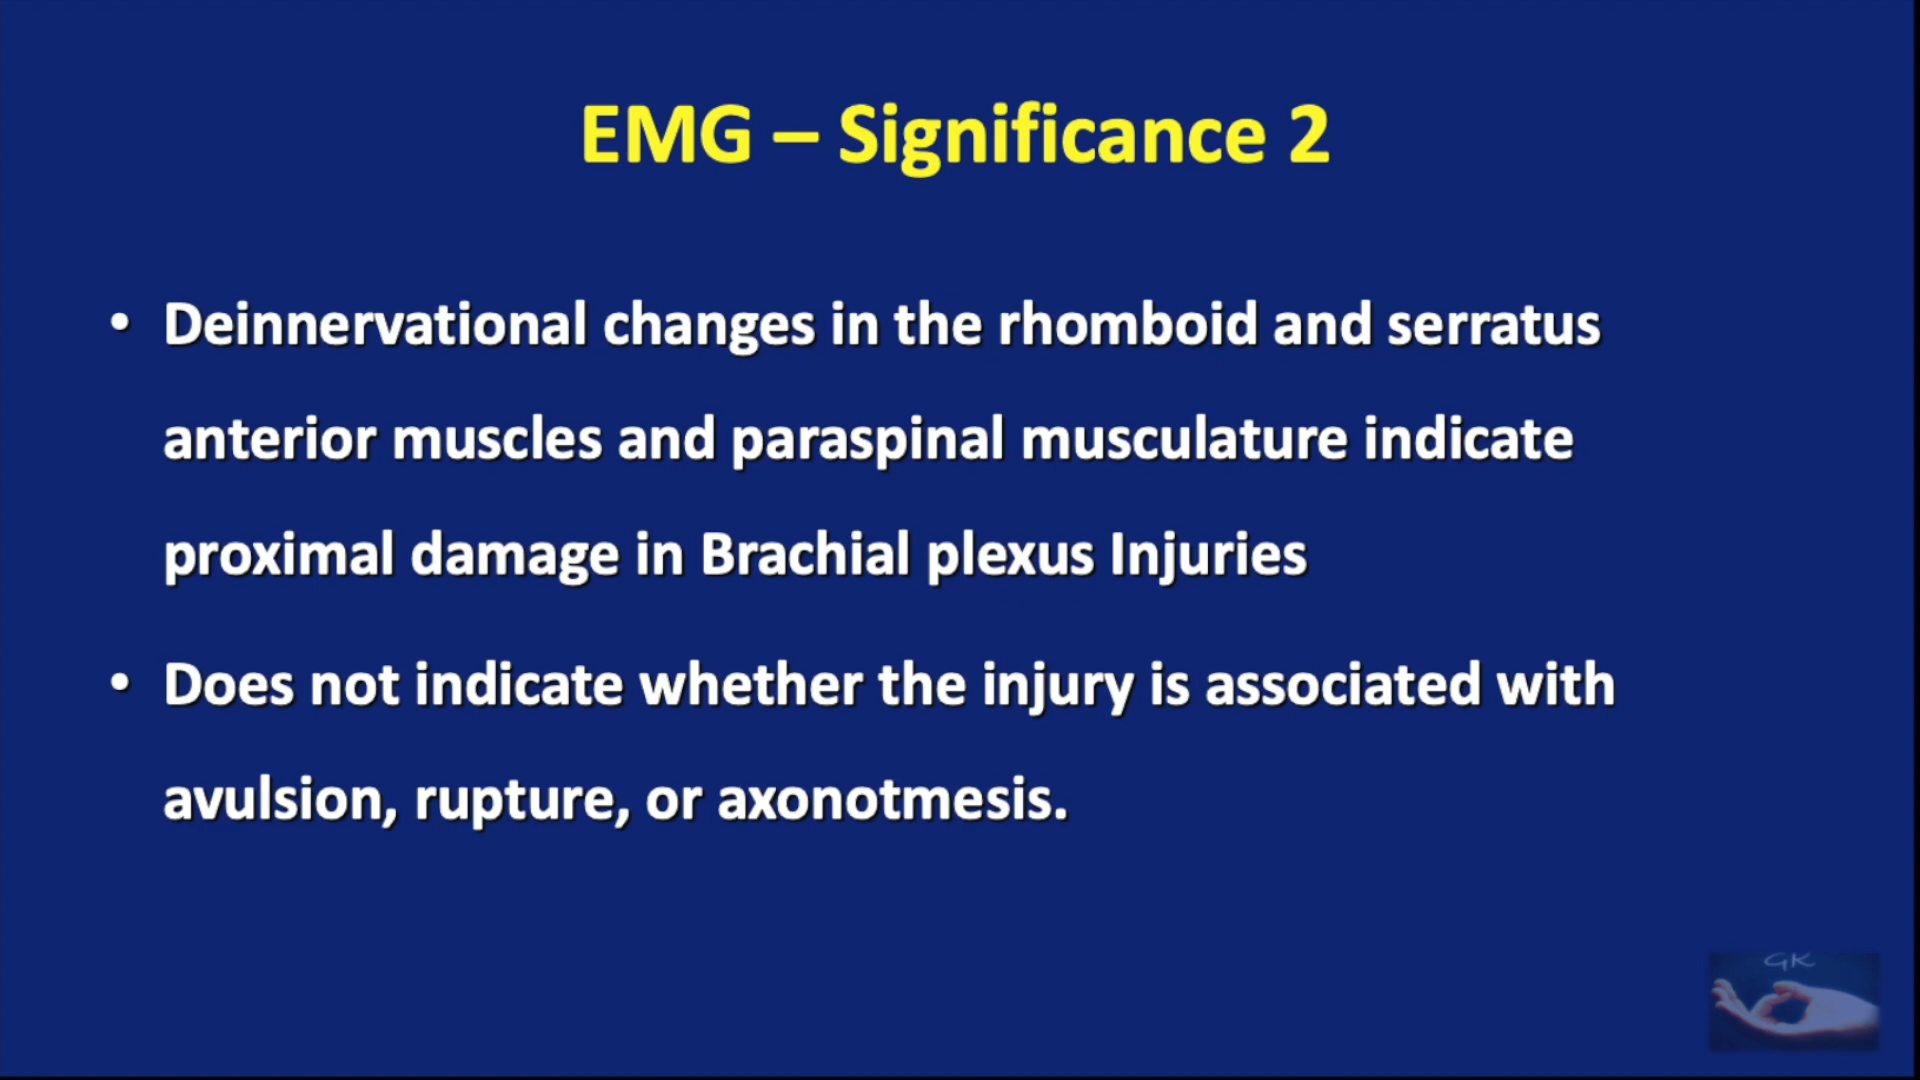 EMG – Significance 2
• Deinnervational changes in the rhomboid and serratus
anterior muscles and paraspinal musculature indicate
proximal damage in Brachial plexus Injuries
• Does not indicate whether the injury is associated with
avulsion, rupture, or axonotmesis.
GK